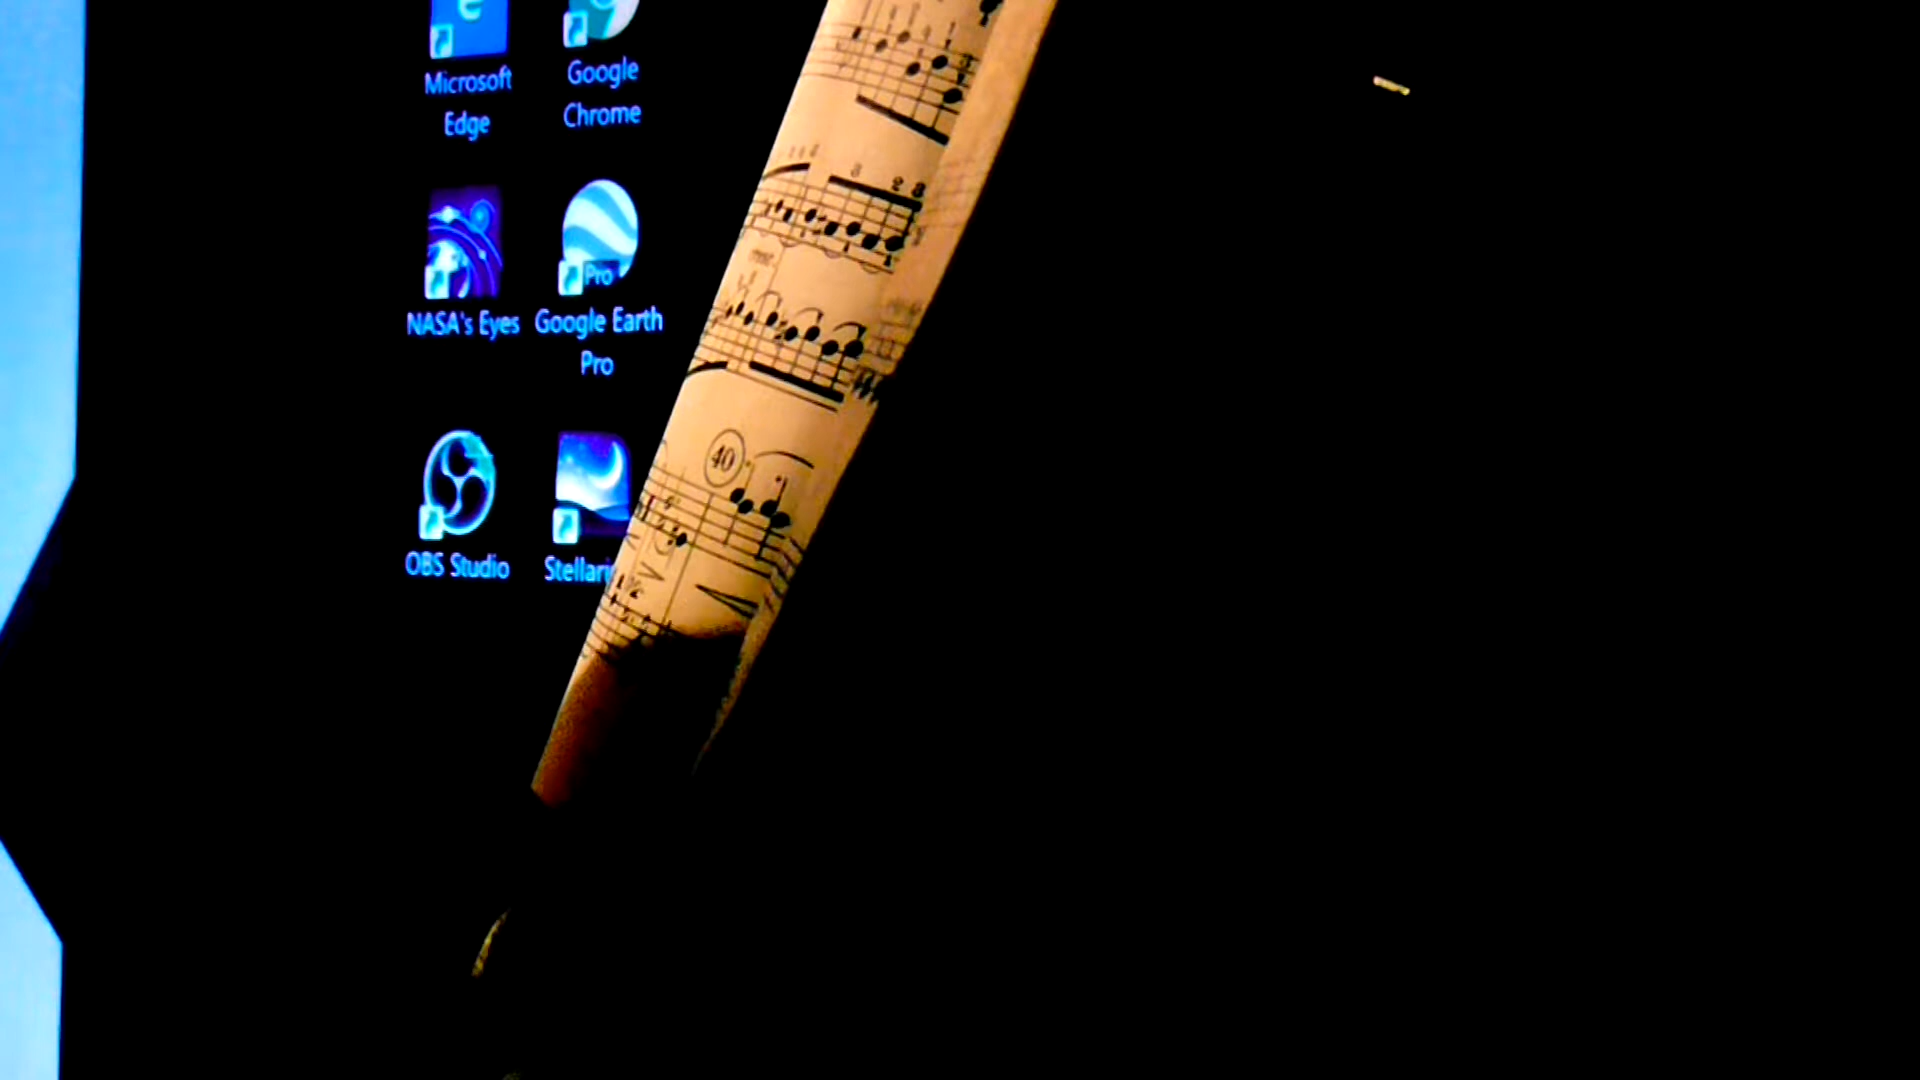 Microsoft
Edge
Google
Chrome
NASA's Eyes
Pro
Google Earth
Pro
OBS Studio
40